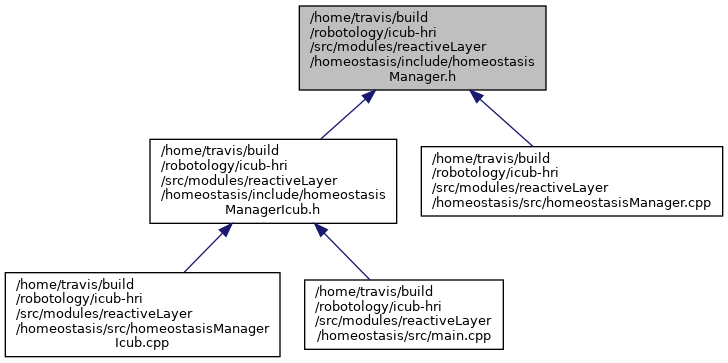 /home/travis/build
/robotology/icub-hri
/src/modules/reactiveLayer
/homeostasis/include/homeostasis
Manager.h
/home/travis/build
/robotology/icub-hri
/src/modules/reactiveLayer
/homeostasis/include/homeostasis
ManagerIcub.h
/home/travis/build
/robotology/icub-hri
/src/modules/reactiveLayer
/homeostasis/src/homeostasisManager.cpp
/home/travis/build
/robotology/icub-hri
/src/modules/reactiveLayer
/homeostasis/src/homeostasisManager
Icub.cpp
/home/travis/build
/robotology/icub-hri
/src/modules/reactiveLayer
/homeostasis/src/main.cpp